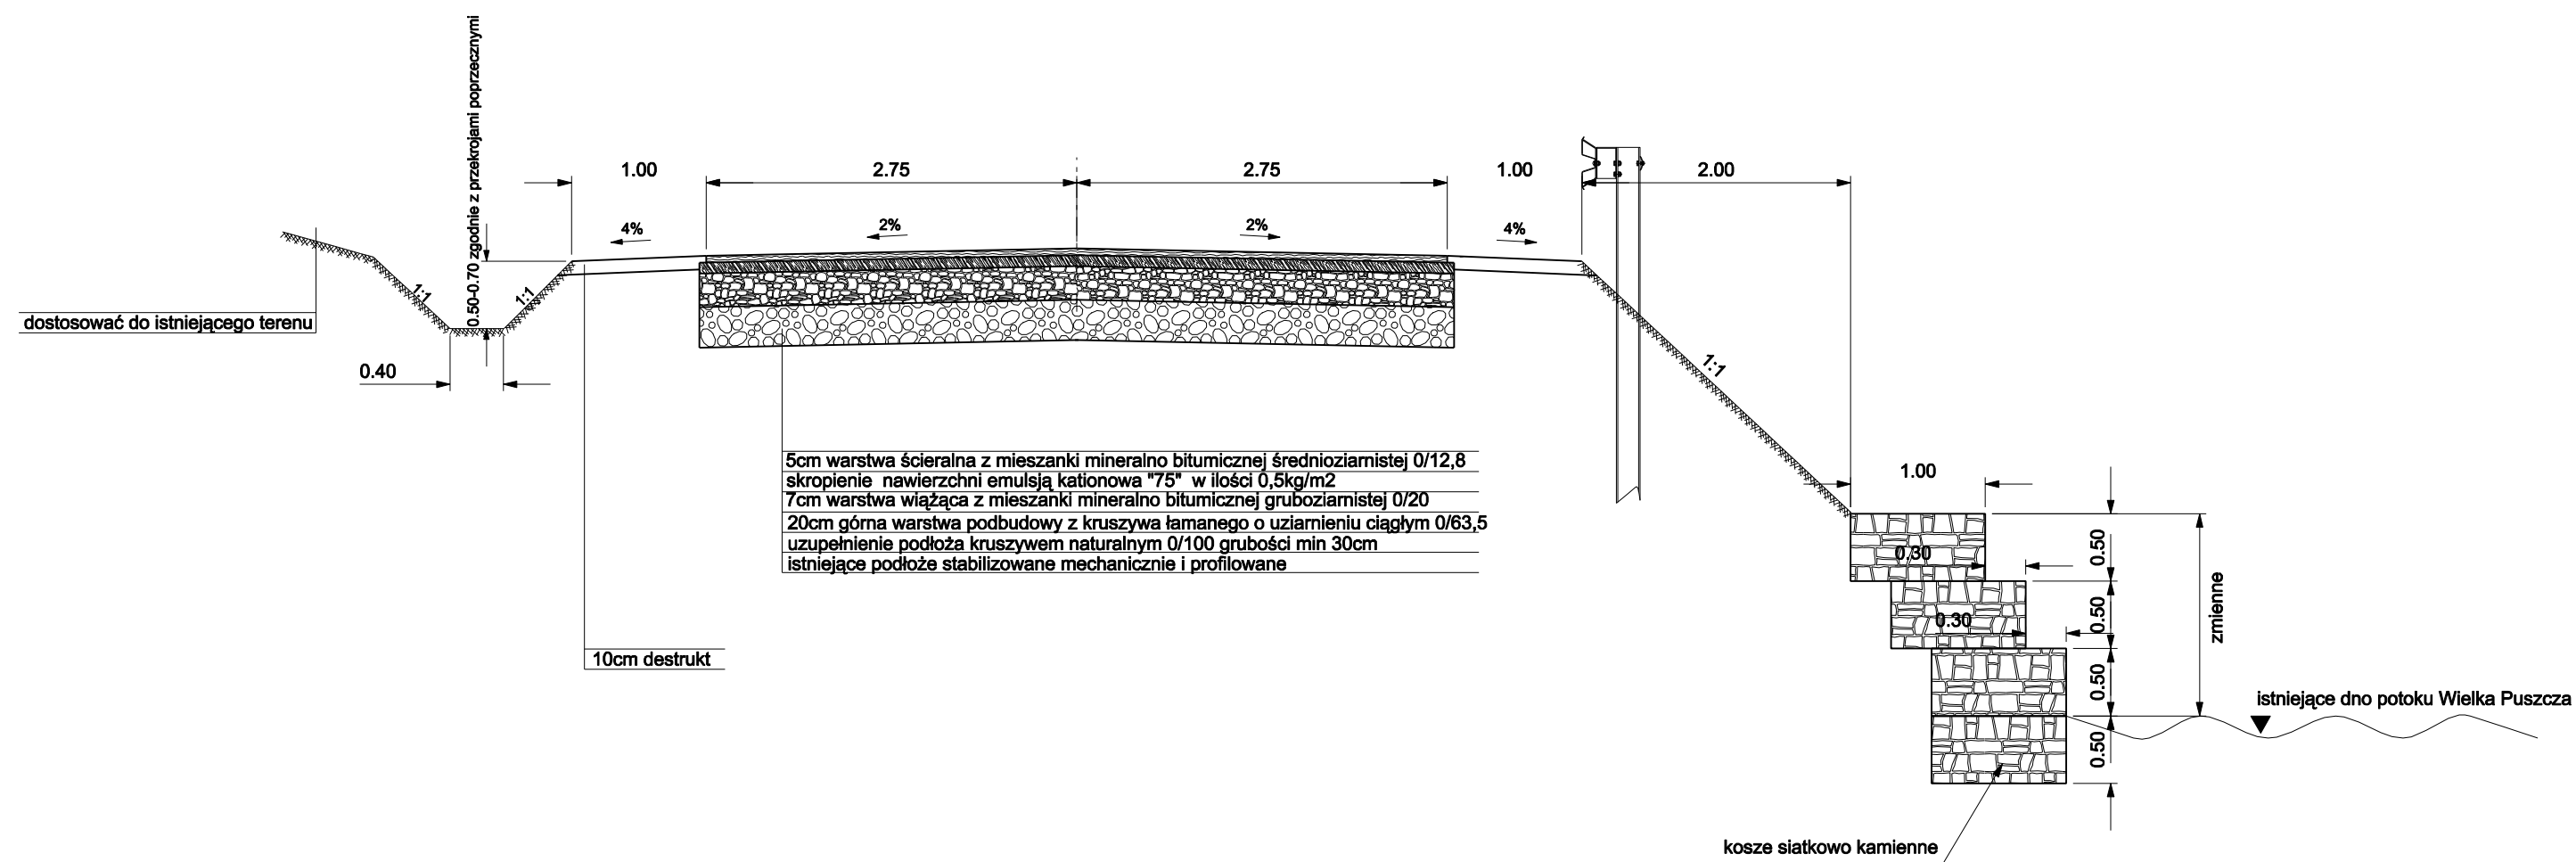 0.50-0.70 zgodnie z przekrojami poprzecznymi
1.00
2.75
2.75
1.00
2.00
4%
2%
2%
4%
1:1
1:1
dostosować do istniejącego terenu
0.40
1:1
5cm warstwa ścieralna z mieszanki mineralno bitumicznej średnioziarnistej 0/12,8
skropienie nawierzchni emulsją kationowa "75" w ilości 0,5kg/m2
7cm warstwa wiążąca z mieszanki mineralno bitumicznej gruboziarnistej 0/20
20cm górna warstwa podbudowy z kruszywa łamanego o uziarnieniu ciągłym 0/63,5
uzupełnienie podłoża kruszywem naturalnym 0/100 grubości min 30cm
istniejące podłoże stabilizowane mechanicznie i profilowane
10cm destrukt
1.00
0.30
0.50
0.30
0.50
zmienne
0.50
istniejące dno potoku Wielka Puszcza
0.50
kosze siatkowo kamienne